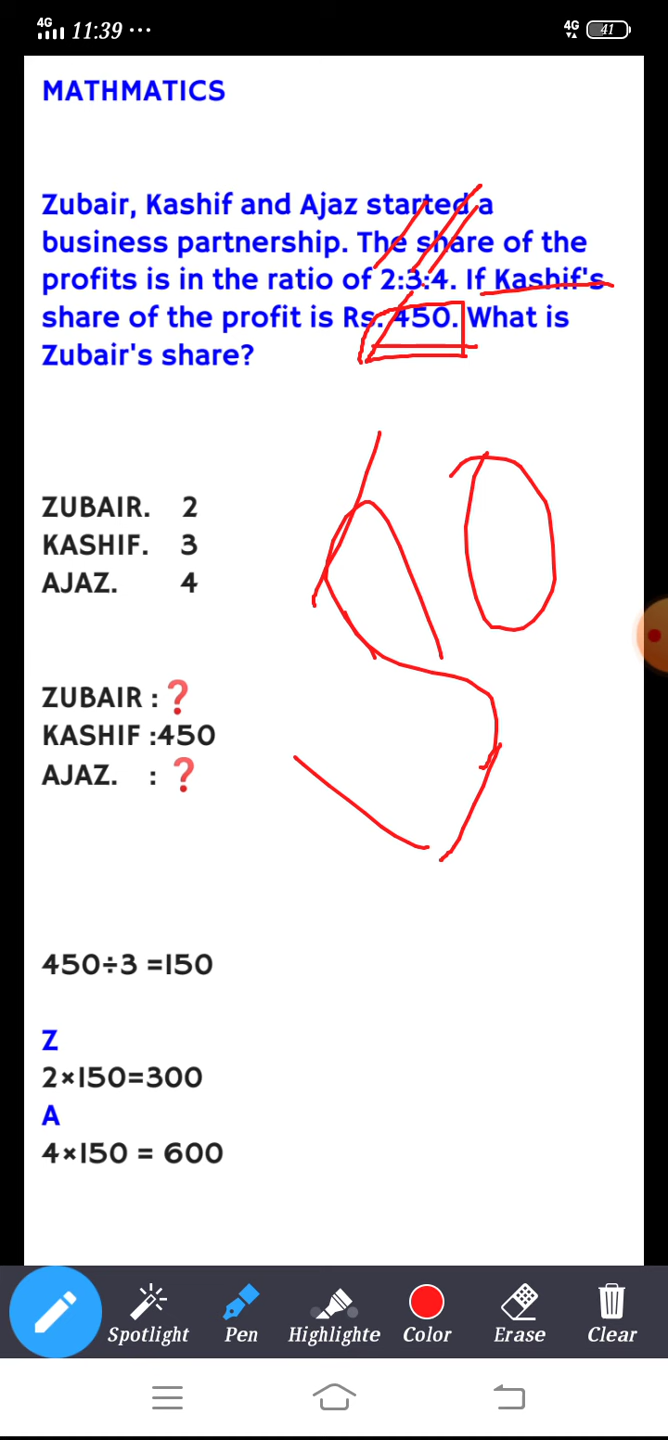 4G 11:39 ··· 4G 41
MATHMATICS
Zubair, Kashif and Ajaz started a
business partnership. The share of the
profits is in the ratio of 2:3:4. If Kashif's
share of the profit is Rs. 450. What is
Zubair's share?
ZUBAIR. 2
KASHIF. 3
AJAZ. 4
ZUBAIR : ❓
KASHIF :450
AJAZ. : ❓
450÷3 =150
Z
2×150=300
A
4×150 = 600
Spotlight Pen Highlighte Color Erase Clear